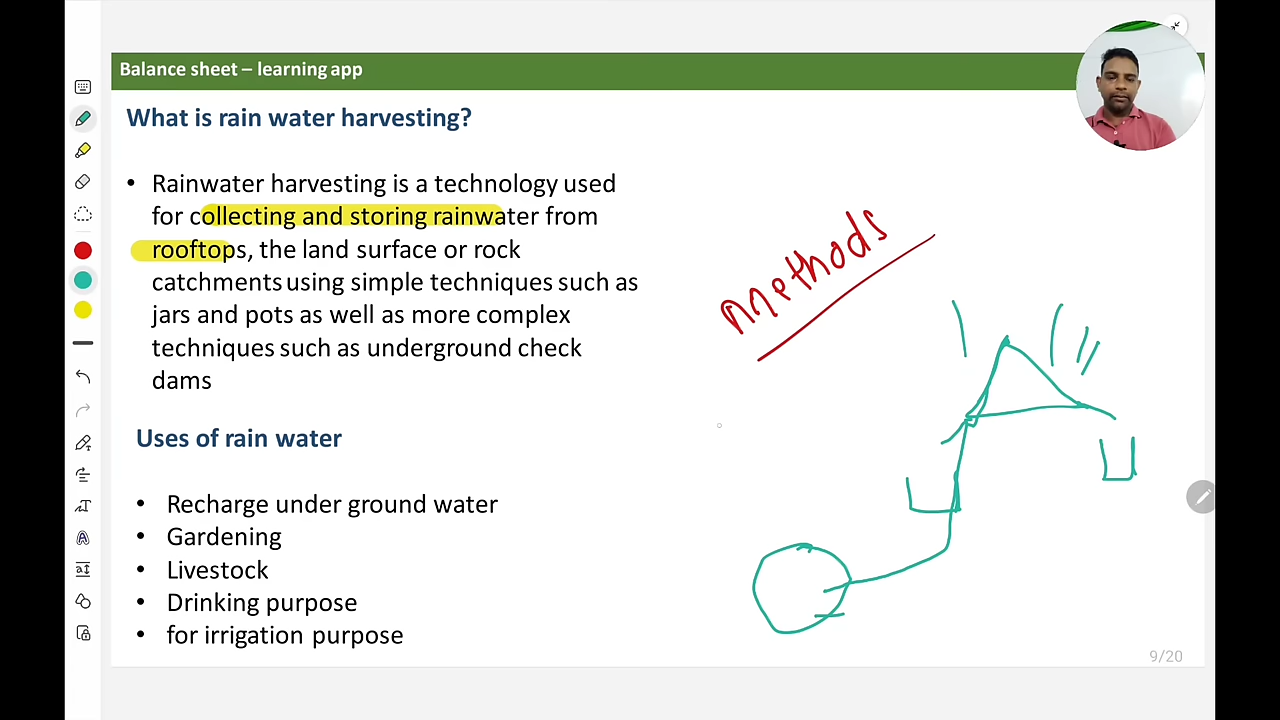 Balance sheet – learning app
What is rain water harvesting?
• Rainwater harvesting is a technology used
for collecting and storing rainwater from
rooftops, the land surface or rock
catchments using simple techniques such as
jars and pots as well as more complex
techniques such as underground check
dams
methods
Uses of rain water
• Recharge under ground water
• Gardening
• Livestock
• Drinking purpose
• for irrigation purpose
9/20